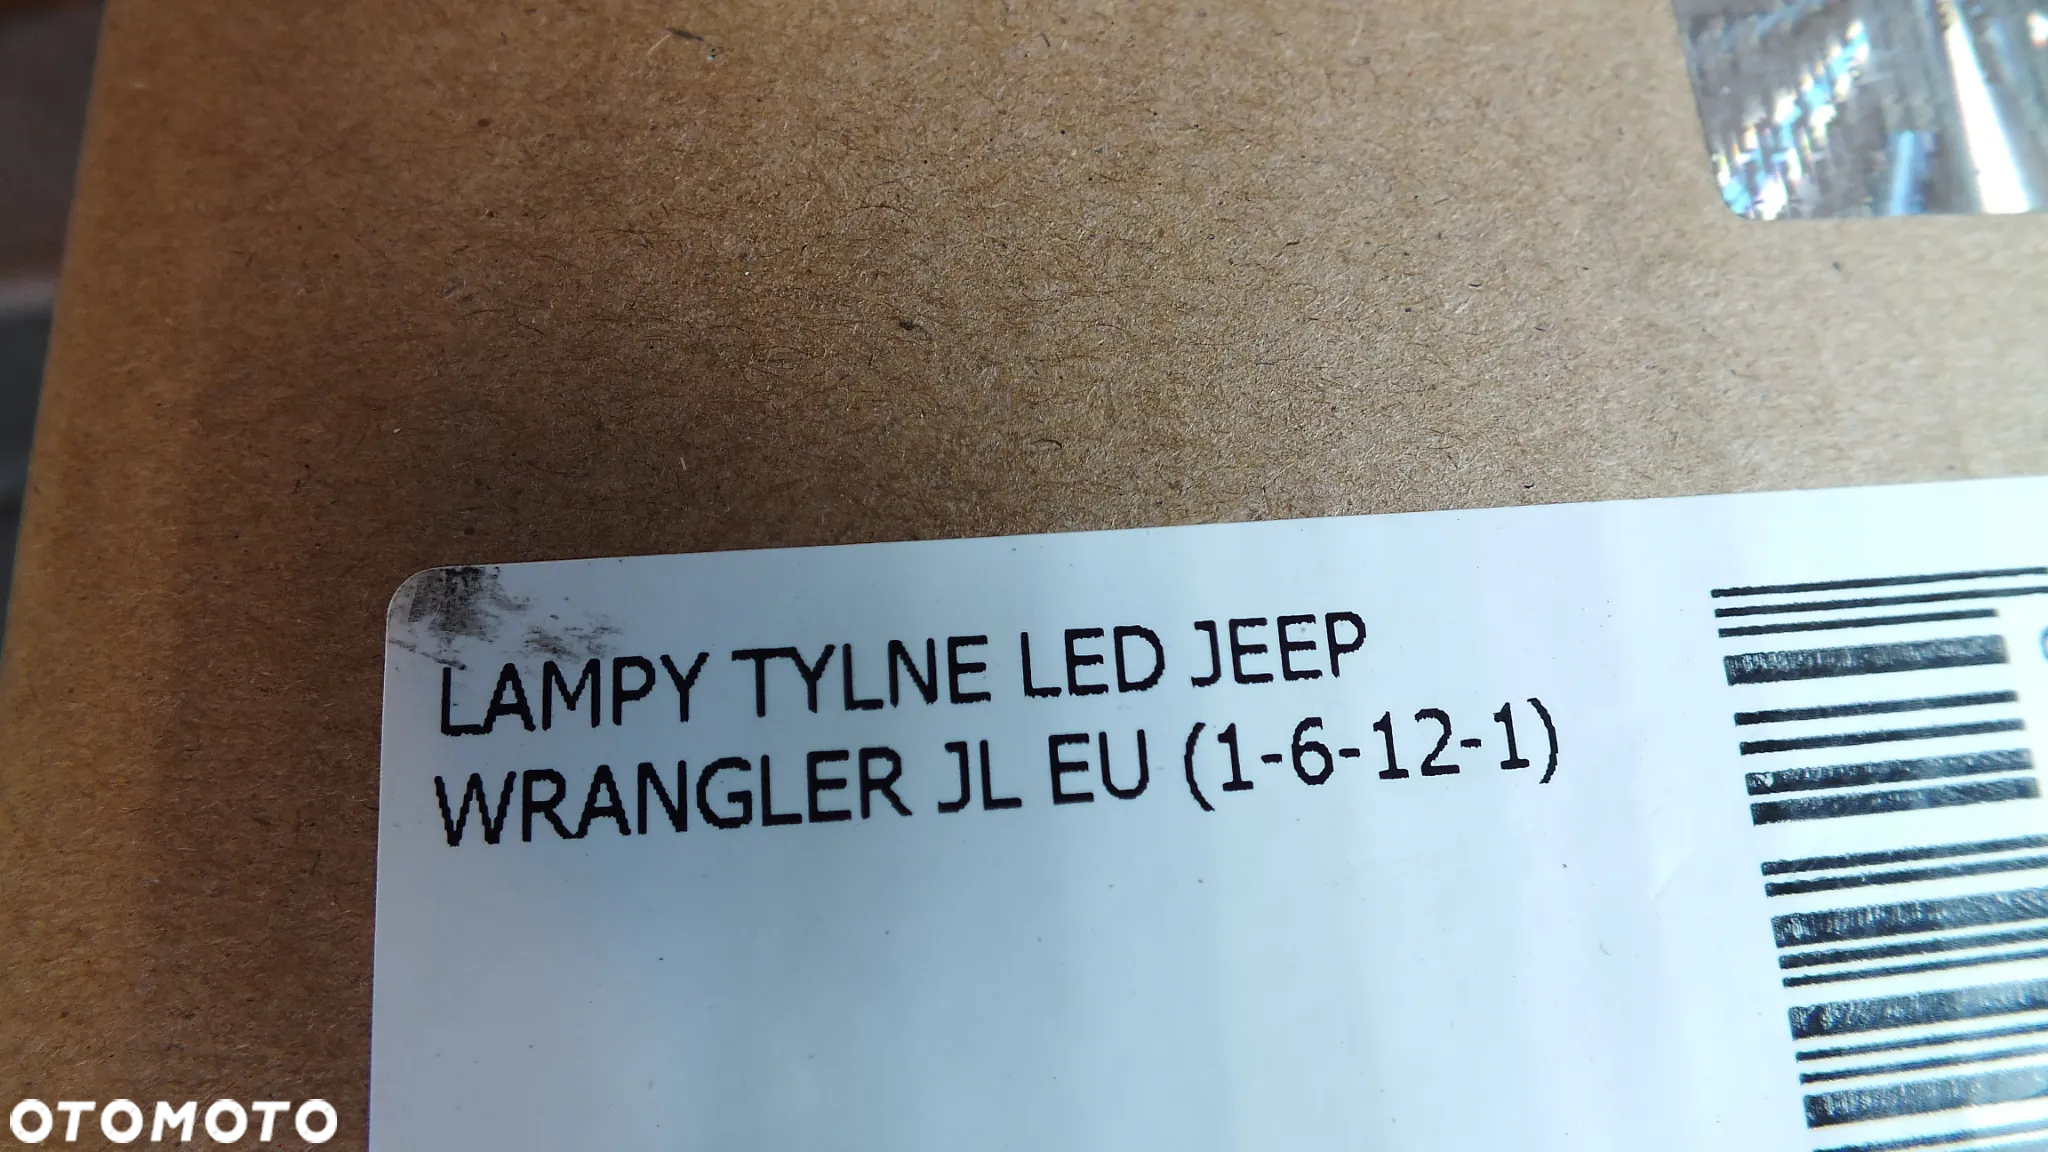 LAMPY TYLNE LED JEEP
WRANGLER JL EU (1-6-12-1)
OTOMOTO